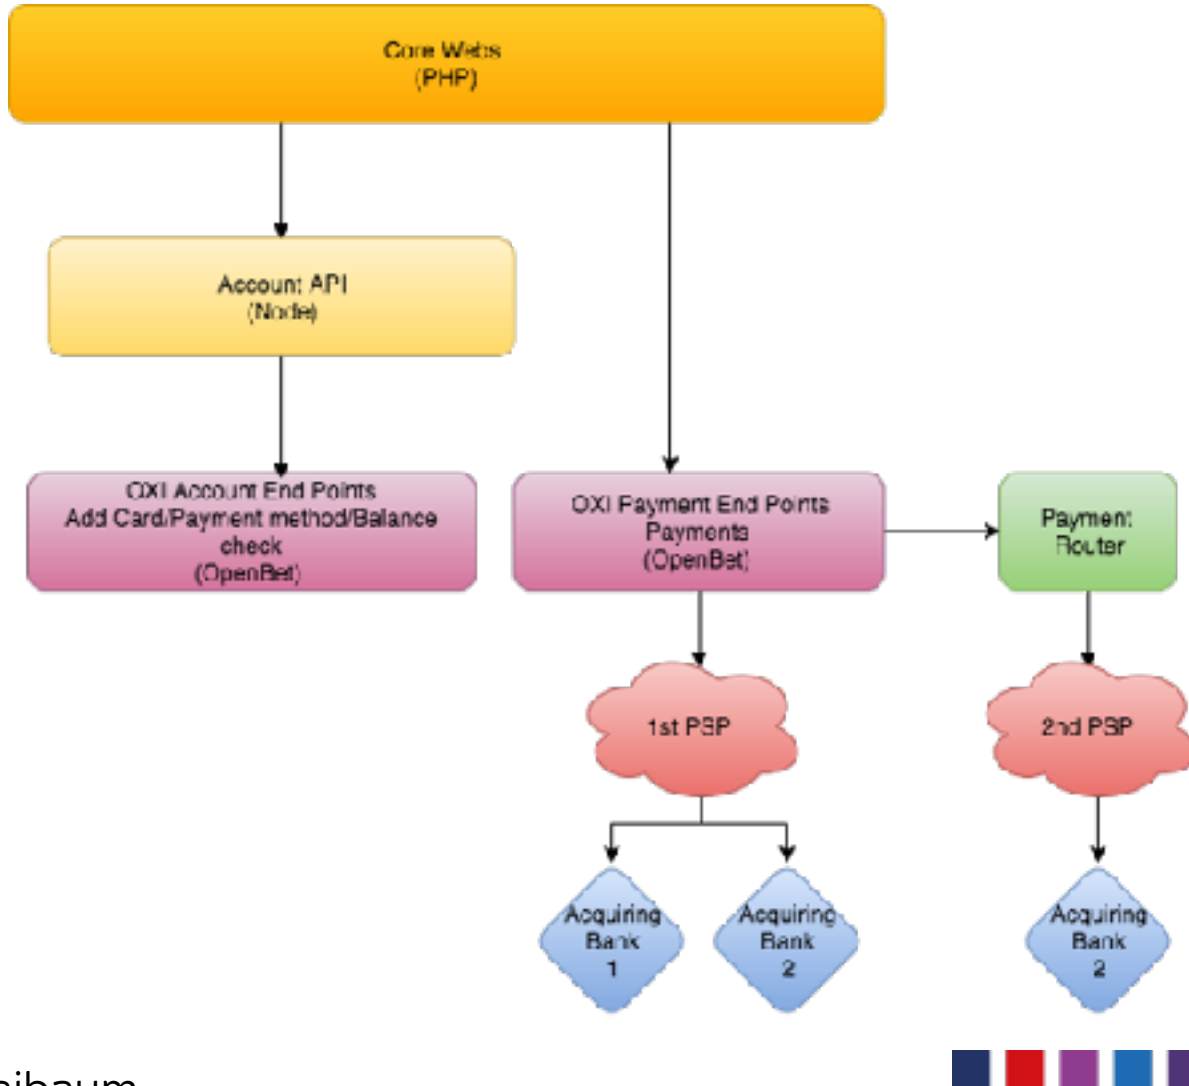 Core Webs
(PHP)
Account API
(Node)
OXI Account End Points
Add Card/Payment method/Balance
check
(OpenBet)
OXI Payment End Points
Payments
(OpenBet)
Payment
Router
1st PSP
2nd PSP
Acquiring
Bank
1
Acquiring
Bank
2
Acquiring
Bank
2